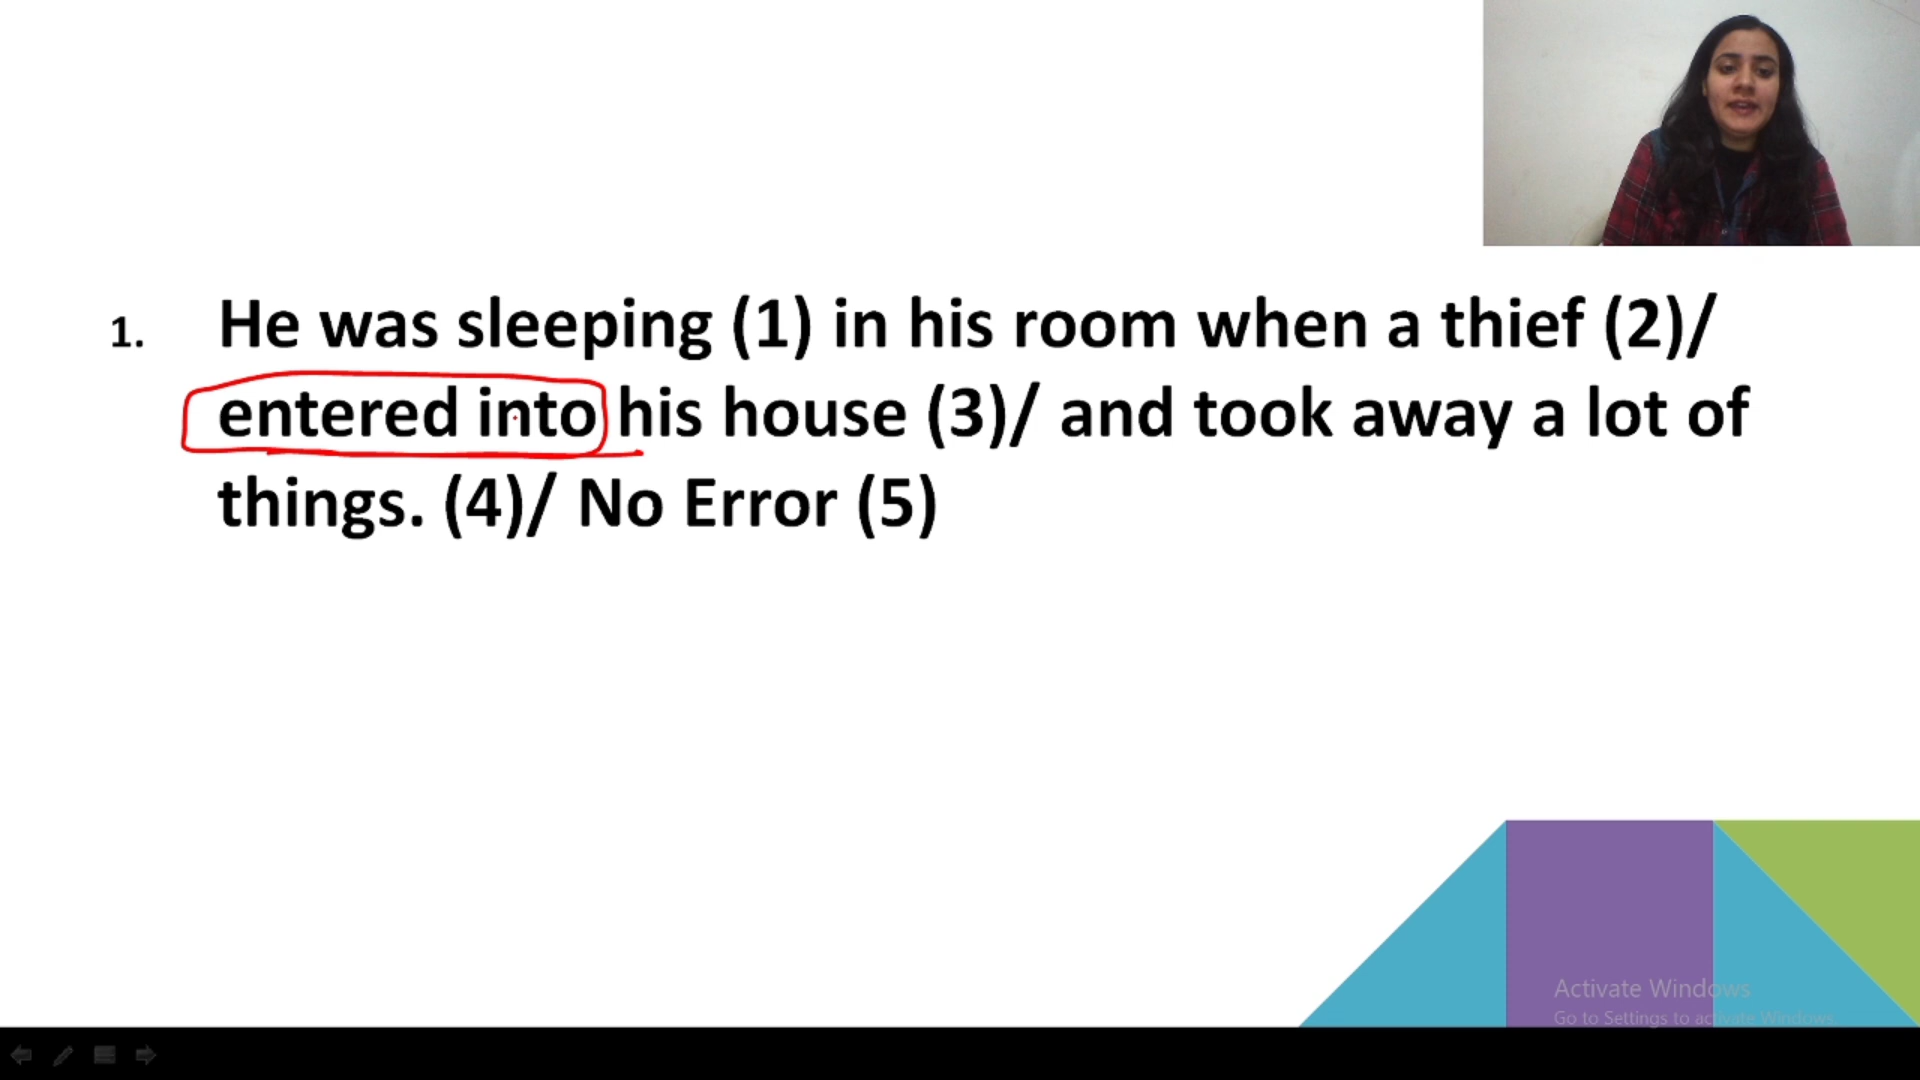 1. He was sleeping (1) in his room when a thief (2)/
entered into his house (3)/ and took away a lot of
things. (4)/ No Error (5)
Activate Windows
Go to Settings to activate Windows.